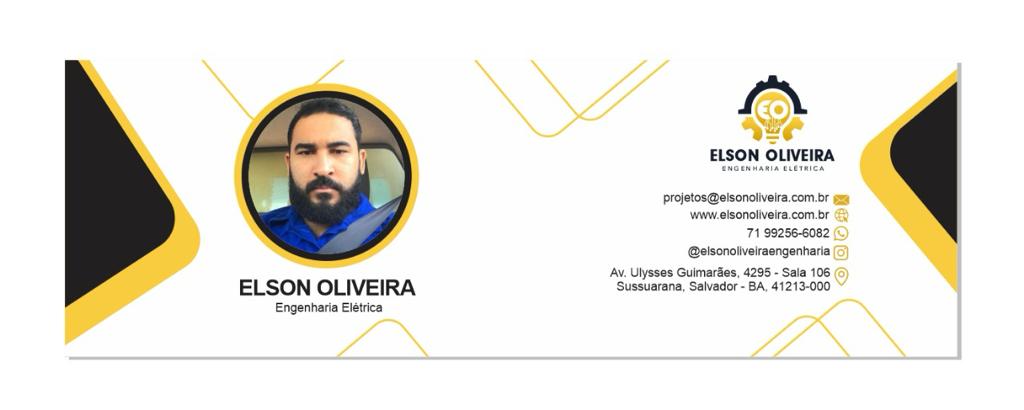 ELSON OLIVEIRA
Engenharia Elétrica
EO
ELSON OLIVEIRA
ENGENHARIA ELÉTRICA
projetos@elsonoliveira.com.br
www.elsonoliveira.com.br
71 99256-6082
@elsonoliveiraengenharia
Av. Ulysses Guimarães, 4295 - Sala 106
Sussuarana, Salvador - BA, 41213-000